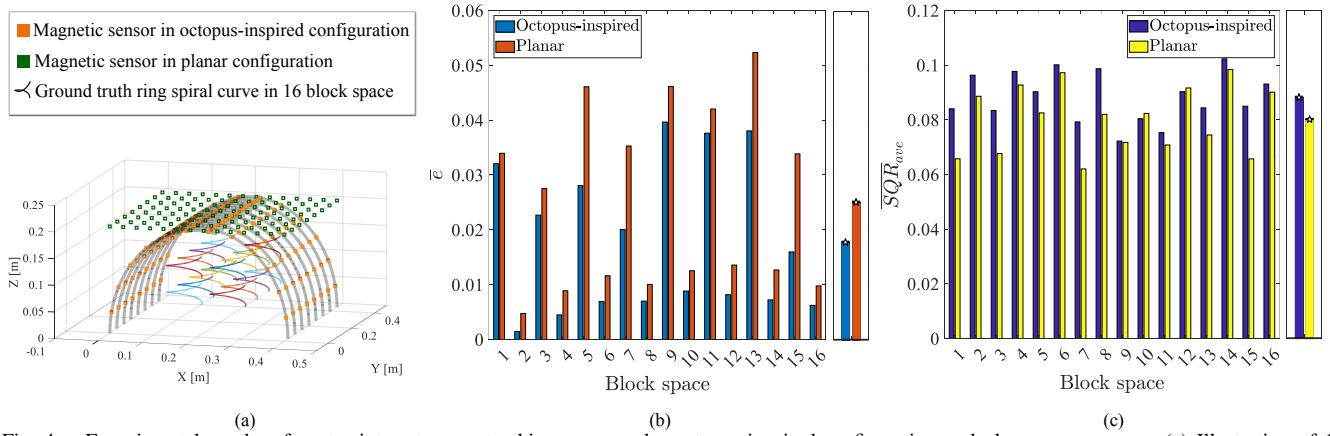 Magnetic sensor in octopus-inspired configuration
Magnetic sensor in planar configuration
Ground truth ring spiral curve in 16 block space
0.25
0.2
0.15
0.1
0.05
0
Z [m]
-0.1
0
0.1
0.2
0.3
0.4
0.5
X [m]
0
0.2
0.4
Y [m]
(a)
0.06
0.05
0.04
0.03
0.02
0.01
0
e̅
Octopus-inspired
Planar
1 2 3 4 5 6 7 8 9 10 11 12 13 14 15 16
Block space
(b)
0.12
0.1
0.08
0.06
0.04
0.02
0
S̅Q̅R̅ave
Octopus-inspired
Planar
1 2 3 4 5 6 7 8 9 10 11 12 13 14 15 16
Block space
(c)